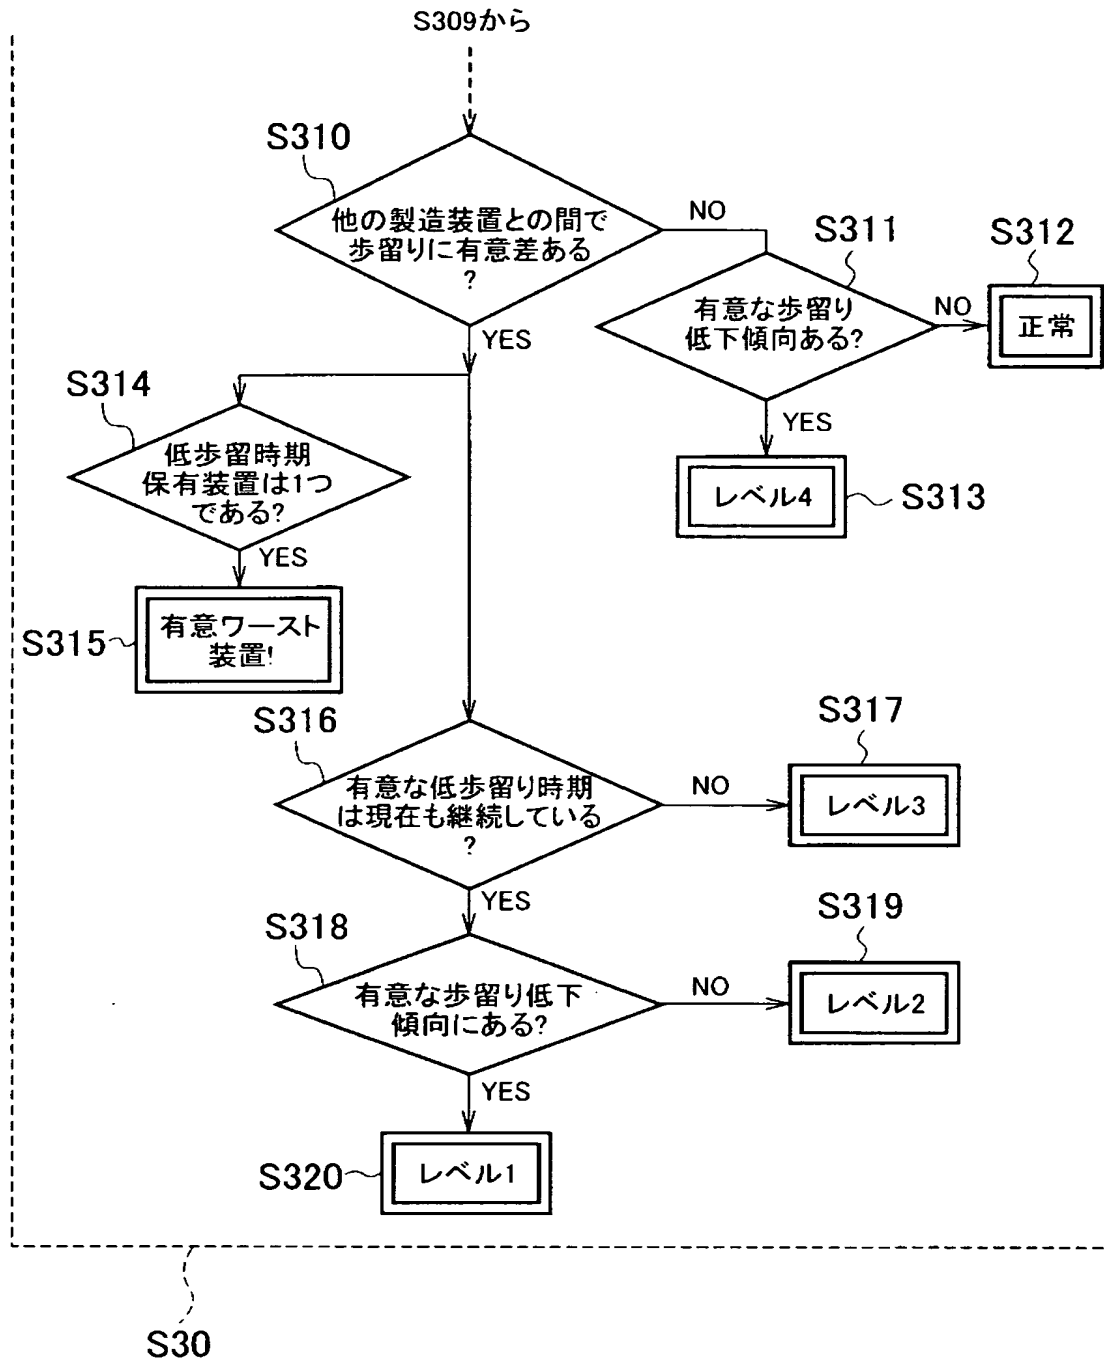 S309から
S310
他の製造装置との間で
歩留りに有意差ある
?
NO
YES
S311
有意な歩留り
低下傾向ある?
NO
YES
S312
正常
レベル4
S313
S314
低歩留時期
保有装置は1つ
である?
YES
S315
有意ワースト
装置!
S316
有意な低歩留り時期
は現在も継続している
?
NO
YES
S317
レベル3
S318
有意な歩留り低下
傾向にある?
NO
YES
S319
レベル2
S320
レベル1
S30